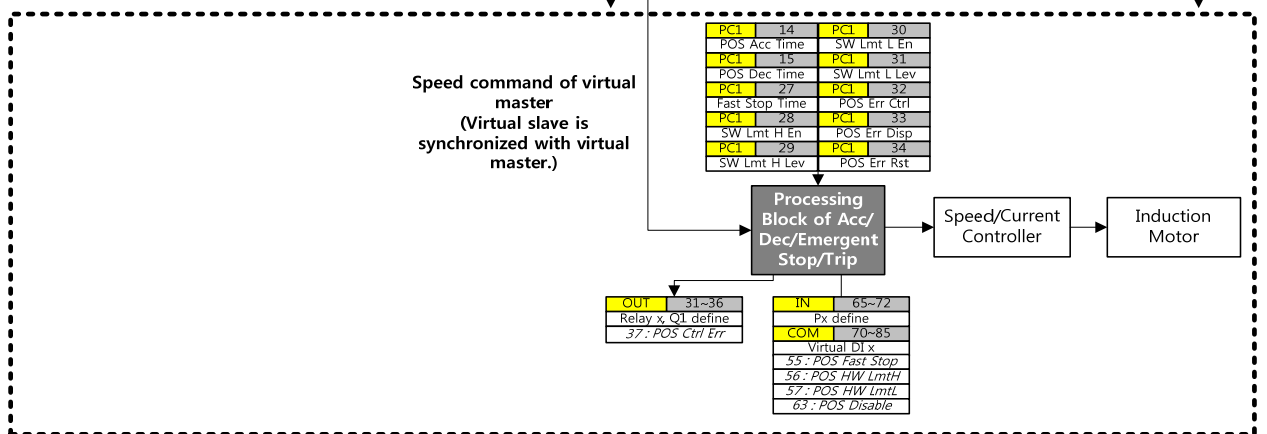 Speed command of virtual
master
(Virtual slave is
synchronized with virtual
master.)
PC1 14 PC1 30
POS Acc Time SW Lmt L En
PC1 15 PC1 31
POS Dec Time SW Lmt L Lev
PC1 27 PC1 32
Fast Stop Time POS Err Ctrl
PC1 28 PC1 33
SW Lmt H En POS Err Disp
PC1 29 PC1 34
SW Lmt H Lev POS Err Rst
Processing
Block of Acc/
Dec/Emergent
Stop/Trip
Speed/Current
Controller
Induction
Motor
OUT 31~36
Relay x, Q1 define
37 : POS Ctrl Err
IN 65~72
Px define
COM 70~85
Virtual DI x
55 : POS Fast Stop
56 : POS HW LmtH
57 : POS HW LmtL
63 : POS Disable